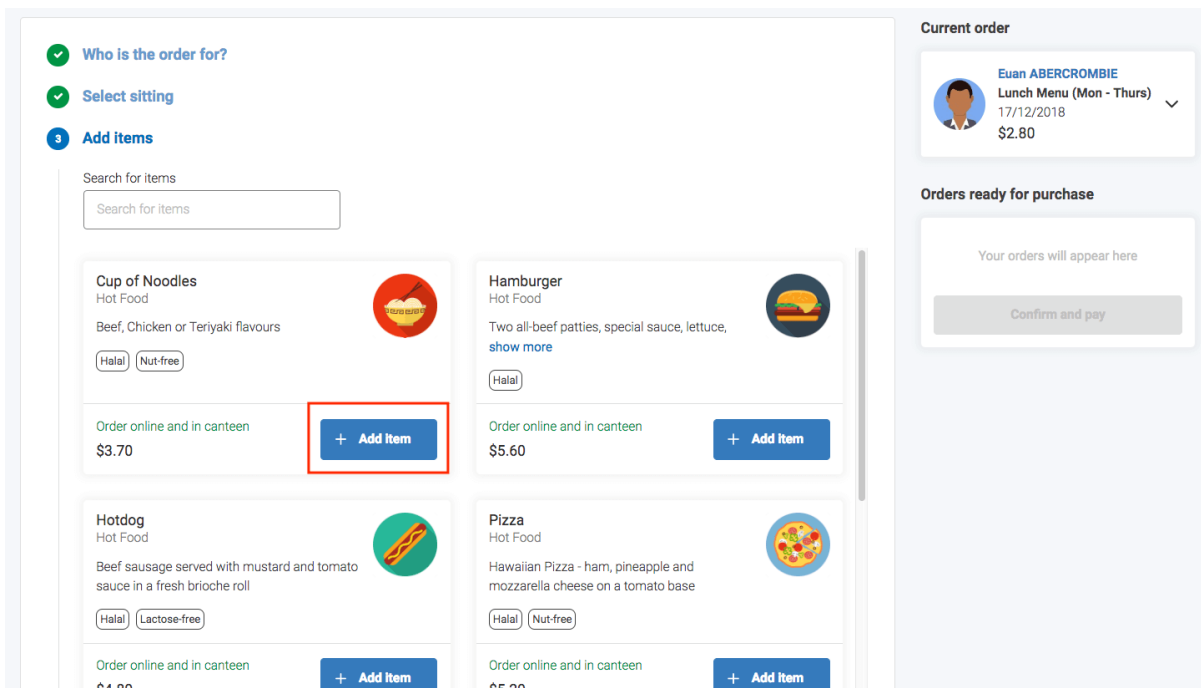 Who is the order for?
Select sitting
3 Add items
Search for items
Search for items
Cup of Noodles
Hot Food
Beef, Chicken or Teriyaki flavours
Halal Nut-free
Order online and in canteen
$3.70
+ Add item
Hamburger
Hot Food
Two all-beef patties, special sauce, lettuce,
show more
Halal
Order online and in canteen
$5.60
+ Add item
Hotdog
Hot Food
Beef sausage served with mustard and tomato
sauce in a fresh brioche roll
Halal Lactose-free
Order online and in canteen
+ Add item
Pizza
Hot Food
Hawaiian Pizza - ham, pineapple and
mozzarella cheese on a tomato base
Halal Nut-free
Order online and in canteen
+ Add item
Current order
Euan ABERCROMBIE
Lunch Menu (Mon - Thurs)
17/12/2018
$2.80
Orders ready for purchase
Your orders will appear here
Confirm and pay